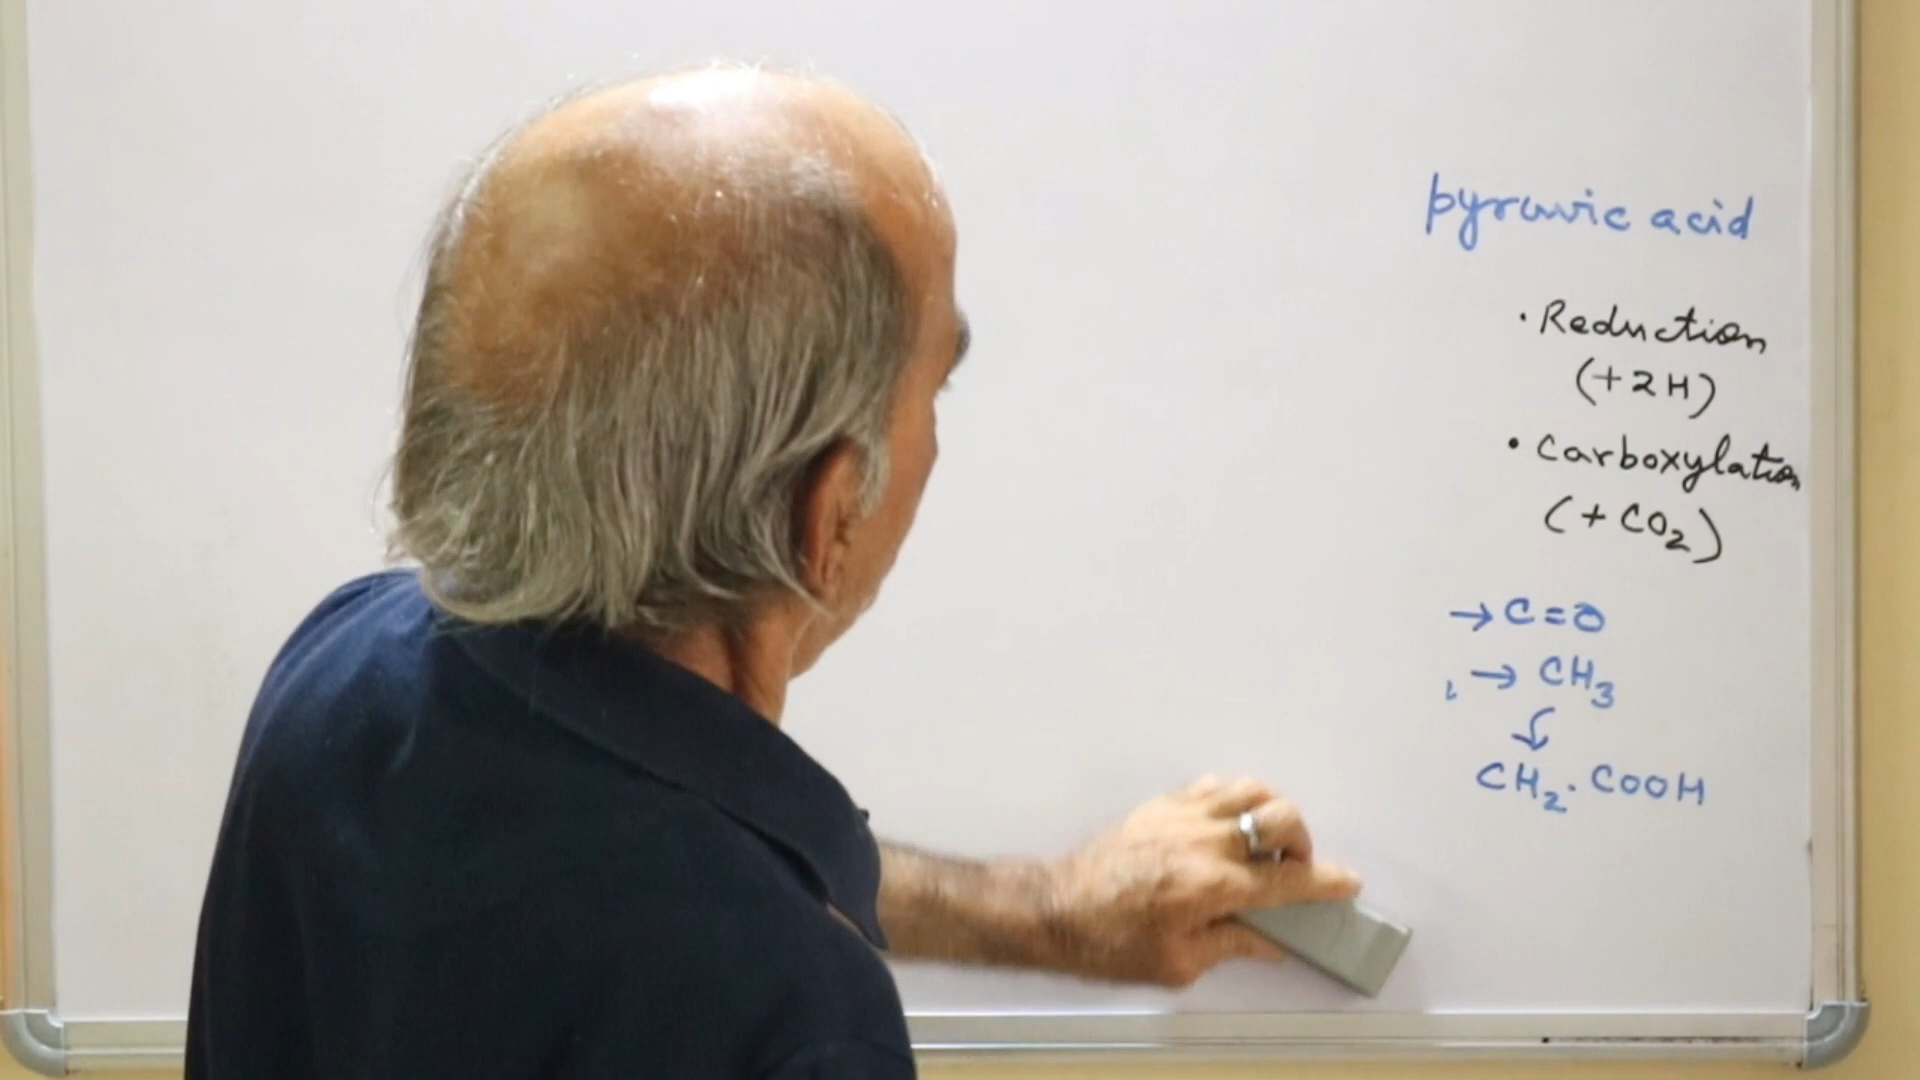 pyruvic acid
• Reduction
(+2H)
• Carboxylation
(+ CO₂)
→ C=O
→ CH₃
↓
CH₂. COOH